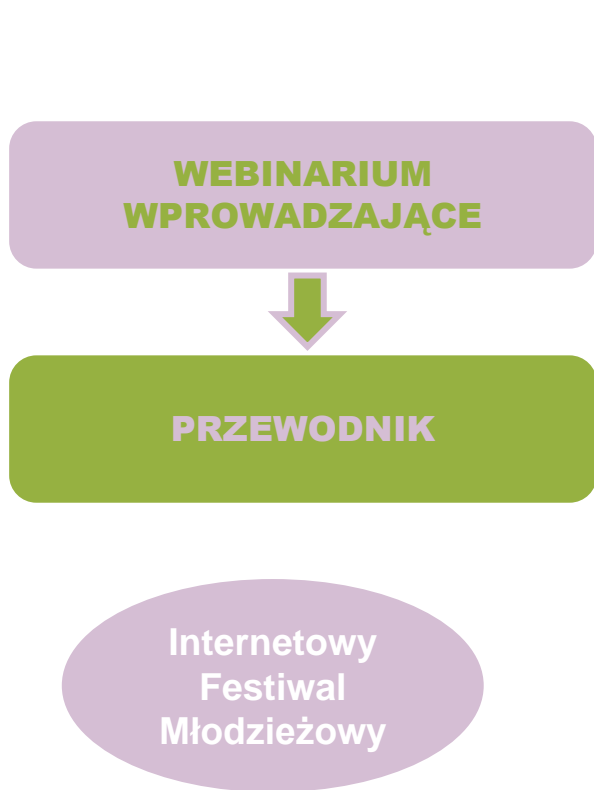 WEBINARIUM
WPROWADZAJĄCE
PRZEWODNIK
Internetowy
Festiwal
Młodzieżowy